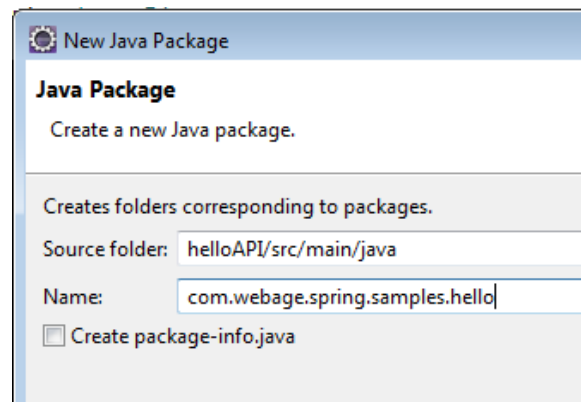 New Java Package
Java Package
Create a new Java package.
Creates folders corresponding to packages.
Source folder: helloAPI/src/main/java
Name: com.webage.spring.samples.hello
Create package-info.java